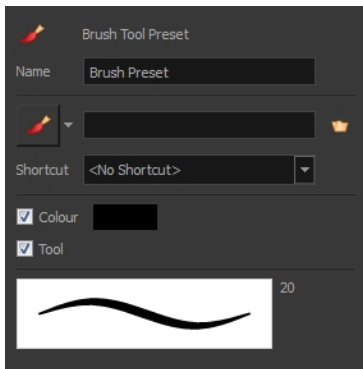 Brush Tool Preset
Name Brush Preset
Shortcut <No Shortcut>
Colour
Tool
20